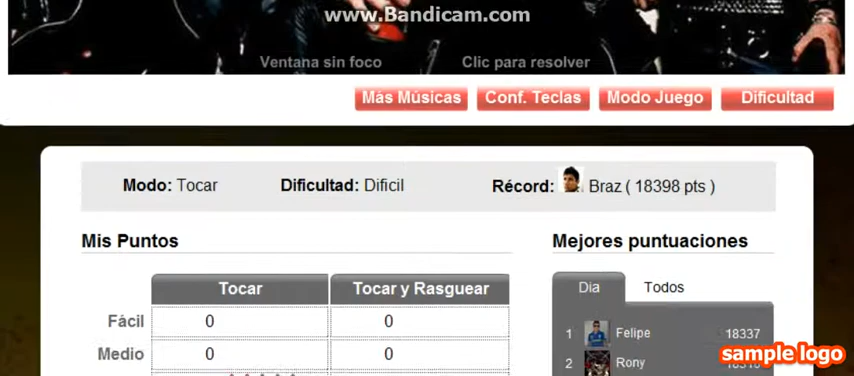 www.Bandicam.com
Ventana sin foco Clic para resolver
Más Músicas Conf. Teclas Modo Juego Dificultad
Modo: Tocar Dificultad: Dificil Récord: Braz ( 18398 pts )
Mis Puntos Mejores puntuaciones
Tocar Tocar y Rasguear Dia Todos
Fácil 0 0 1 Felipe 18337
Medio 0 0 2 Rony
sample logo